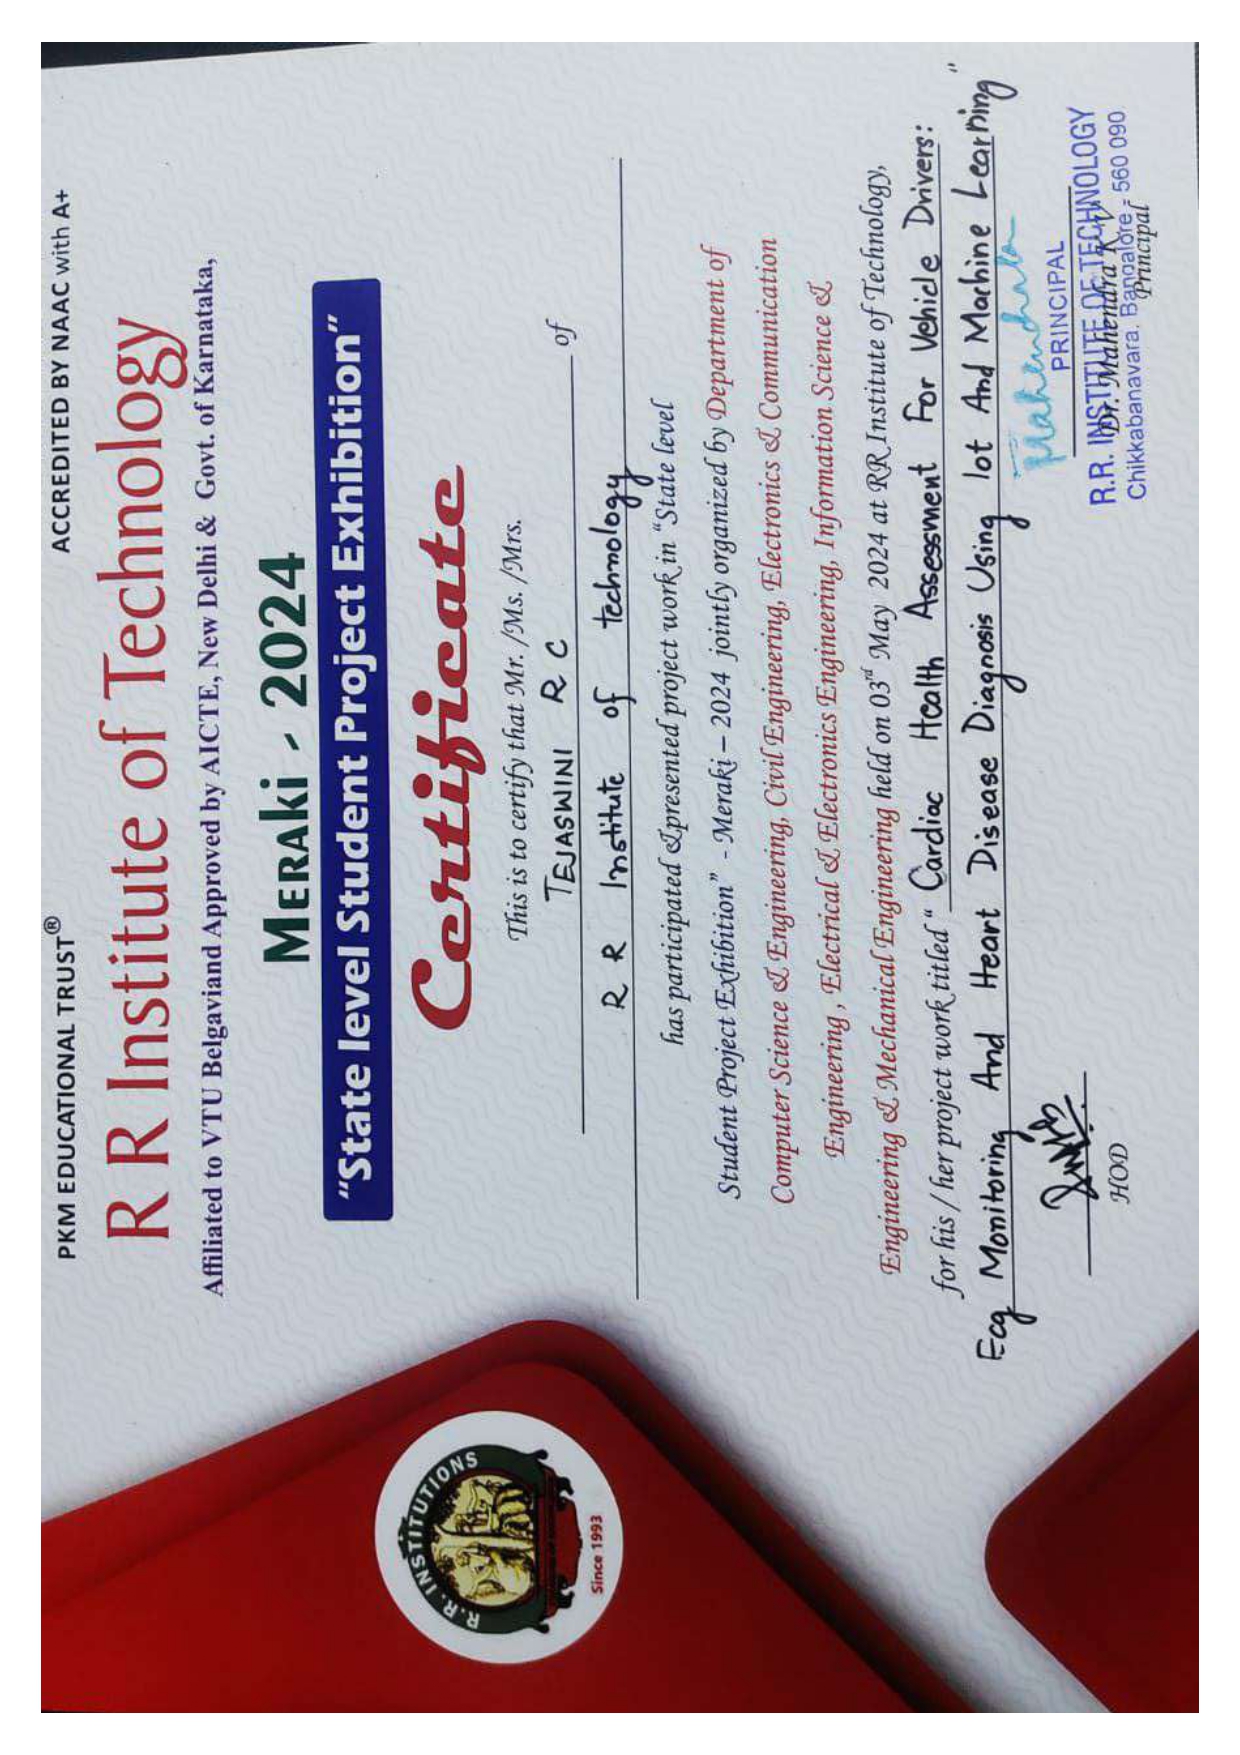 PKM EDUCATIONAL TRUST® ACCREDITED BY NAAC with A+
R R Institute of Technology
Affiliated to VTU Belgaviand Approved by AICTE, New Delhi & Govt. of Karnataka,
MERAki - 2024
"State level Student Project Exhibition"
Certificate
This is to certify that Mr. /Ms. /Mrs.
TEJASWINI R C of
R R Institute of technology
has participated & presented project work in "State level
Student Project Exhibition" - Meraki – 2024 jointly organized by Department of
Computer Science & Engineering, Civil Engineering, Electronics & Communication
Engineering , Electrical & Electronics Engineering, Information Science &
Engineering & Mechanical Engineering held on 03rd May 2024 at RR Institute of Technology,
for his / her project work titled " Cardiac Health Assessment For Vehicle Drivers:
Ecg Monitoring And Heart Disease Diagnosis Using Iot And Machine Learning"
Mahendra
PRINCIPAL
R.R. INSTITUTE OF TECHNOLOGY
Chikkabanavara. Bangalore - 560 090.
Dr. Mahendra K V
Principal
HOD
R.R. INSTITUTIONS
Since 1993